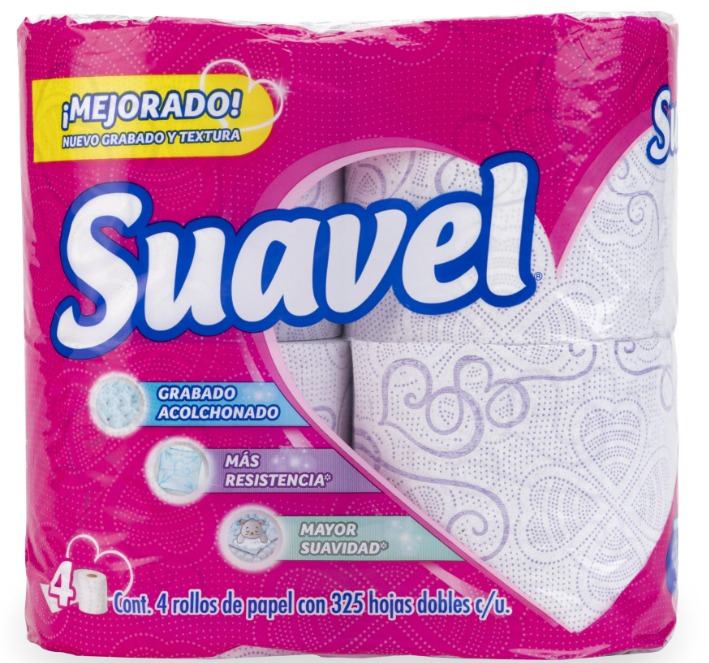 ¡MEJORADO!
NUEVO GRABADO Y TEXTURA
Suavel®
GRABADO
ACOLCHONADO
MÁS
RESISTENCIA*
MAYOR
SUAVIDAD*
4
Cont. 4 rollos de papel con 325 hojas dobles c/u.